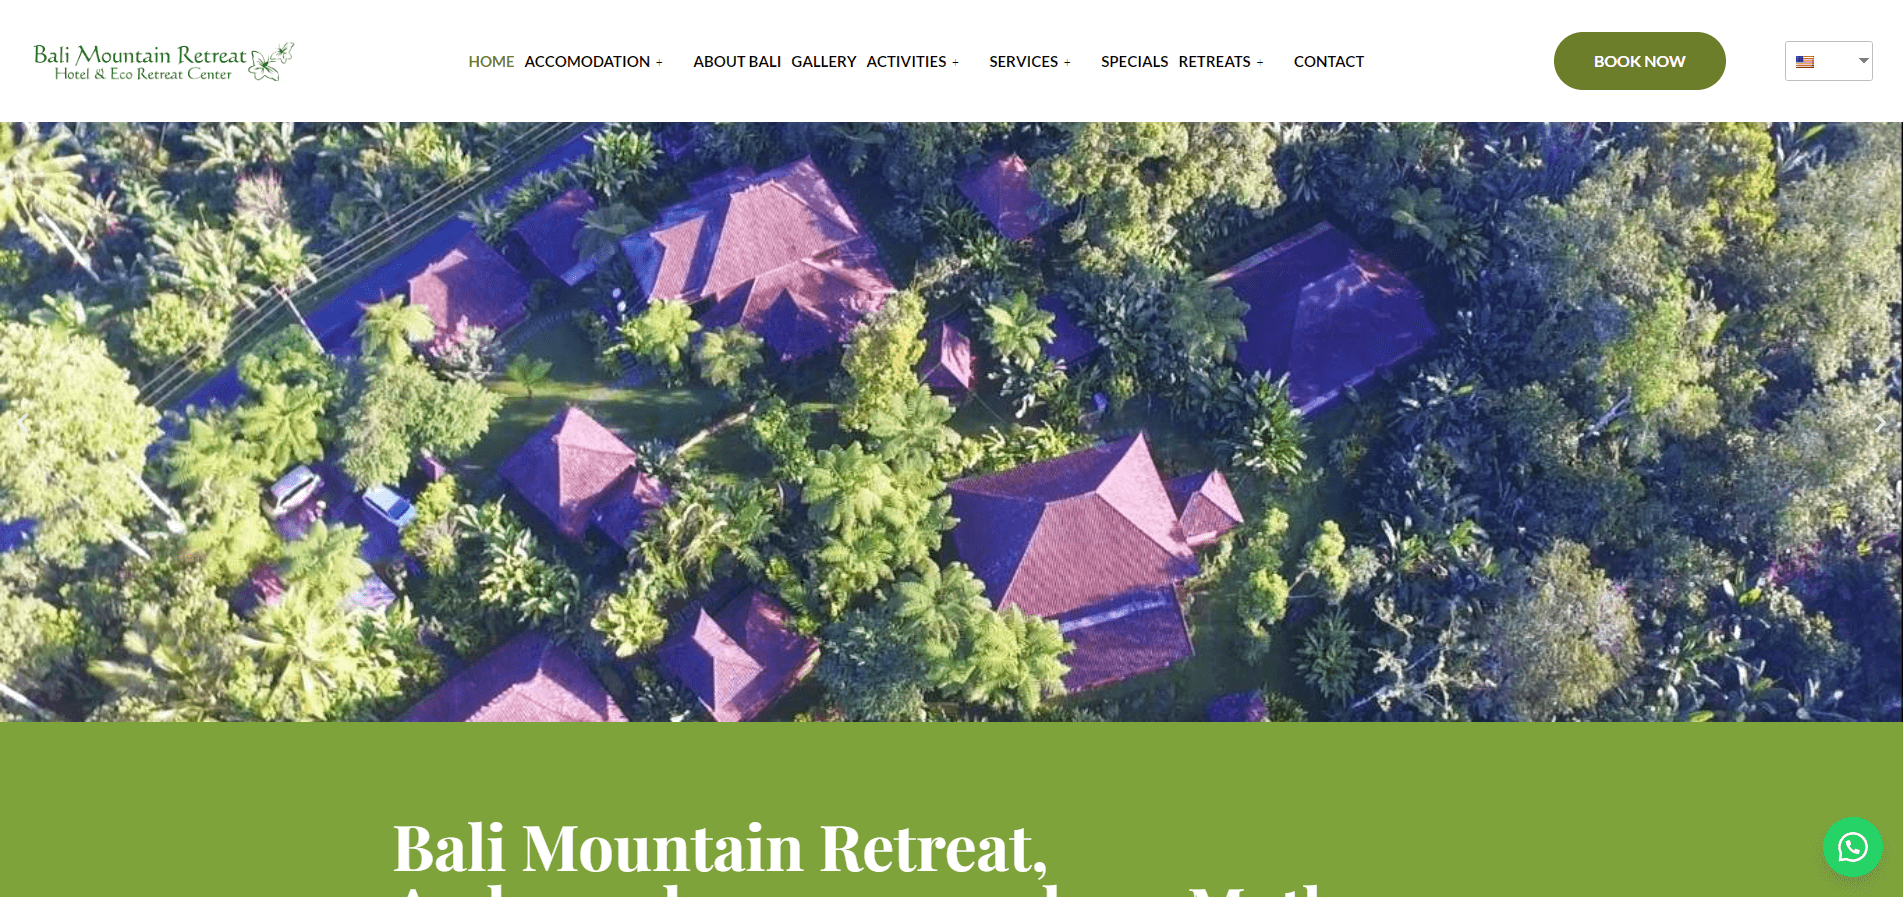 Bali Mountain Retreat
Hotel & Eco Retreat Center
HOME ACCOMODATION + ABOUT BALI GALLERY ACTIVITIES + SERVICES + SPECIALS RETREATS + CONTACT
BOOK NOW
Bali Mountain Retreat,